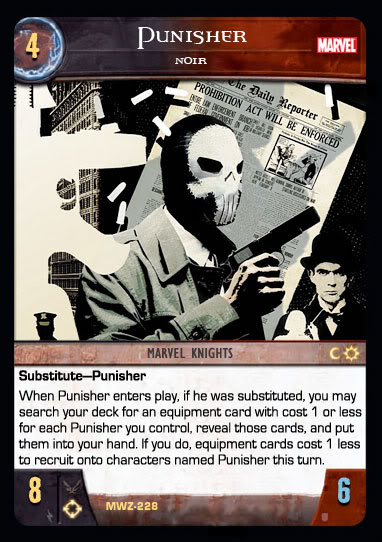 4
PUNISHER
NOIR
MARVEL
The Daily Reporter
PROHIBITION ACT WILL BE ENFORCED
MARVEL KNIGHTS
Substitute—Punisher
When Punisher enters play, if he was substituted, you may
search your deck for an equipment card with cost 1 or less
for each Punisher you control, reveal those cards, and put
them into your hand. If you do, equipment cards cost 1 less
to recruit onto characters named Punisher this turn.
8
MWZ-228
6